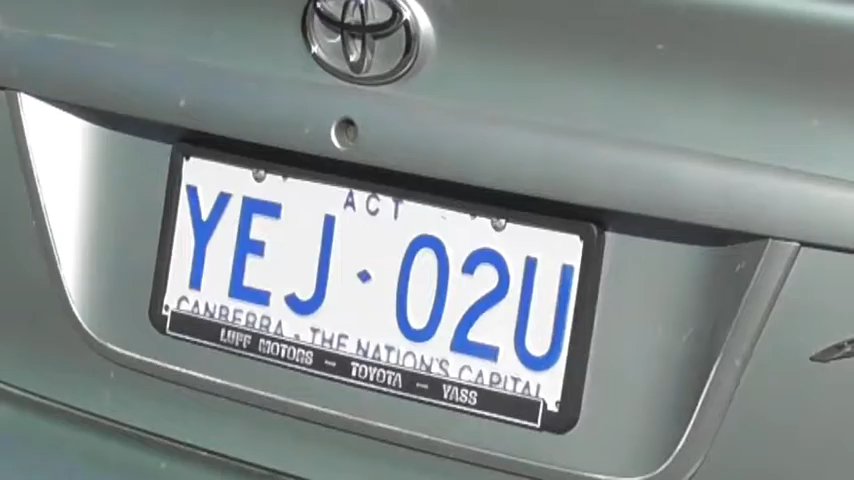 ACT
YEJ·02U
CANBERRA - THE NATION'S CAPITAL
LUFF MOTORS - TOYOTA - YASS